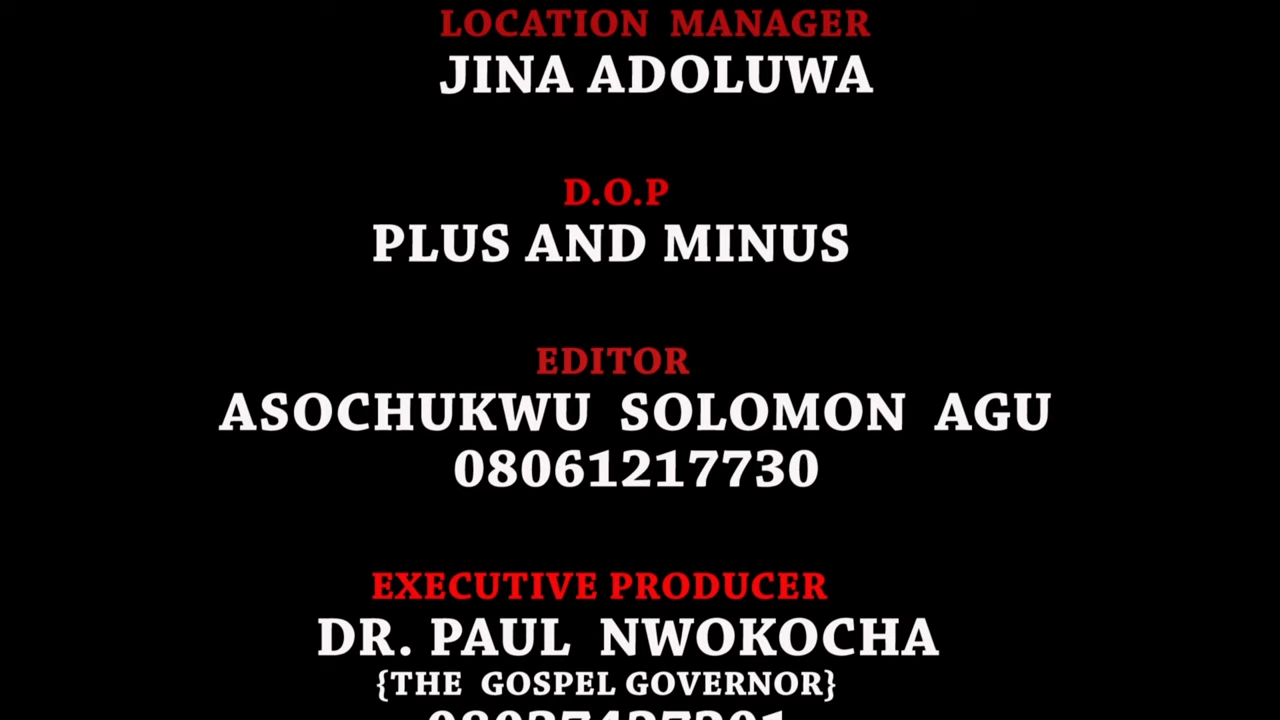 LOCATION MANAGER
JINA ADOLUWA
D.O.P
PLUS AND MINUS
EDITOR
ASOCHUKWU SOLOMON AGU
08061217730
EXECUTIVE PRODUCER
DR. PAUL NWOKOCHA
{THE GOSPEL GOVERNOR}